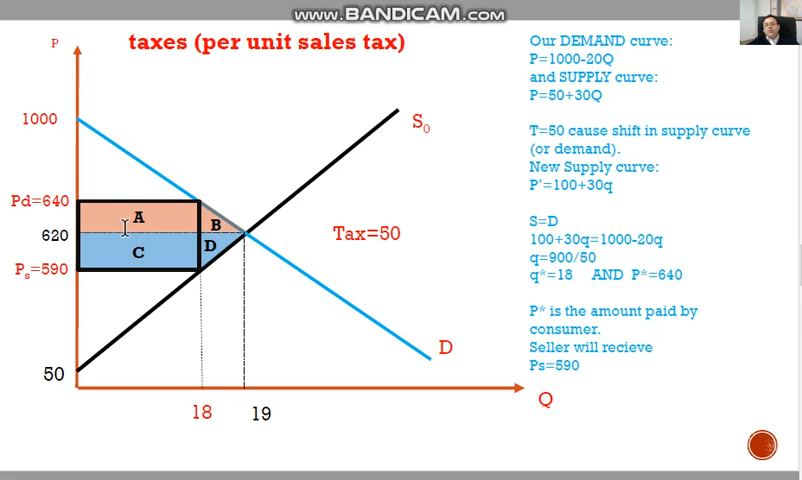 www.BANDICAM.com
P
taxes (per unit sales tax)
1000
S0
Pd=640
A
B
620
Tax=50
C
D
Ps=590
D
50
18
19
Q
Our DEMAND curve:
P=1000-20Q
and SUPPLY curve:
P=50+30Q
T=50 cause shift in supply curve
(or demand).
New Supply curve:
P'=100+30q
S=D
100+30q=1000-20q
q=900/50
q*=18 AND P*=640
P* is the amount paid by
consumer.
Seller will recieve
Ps=590